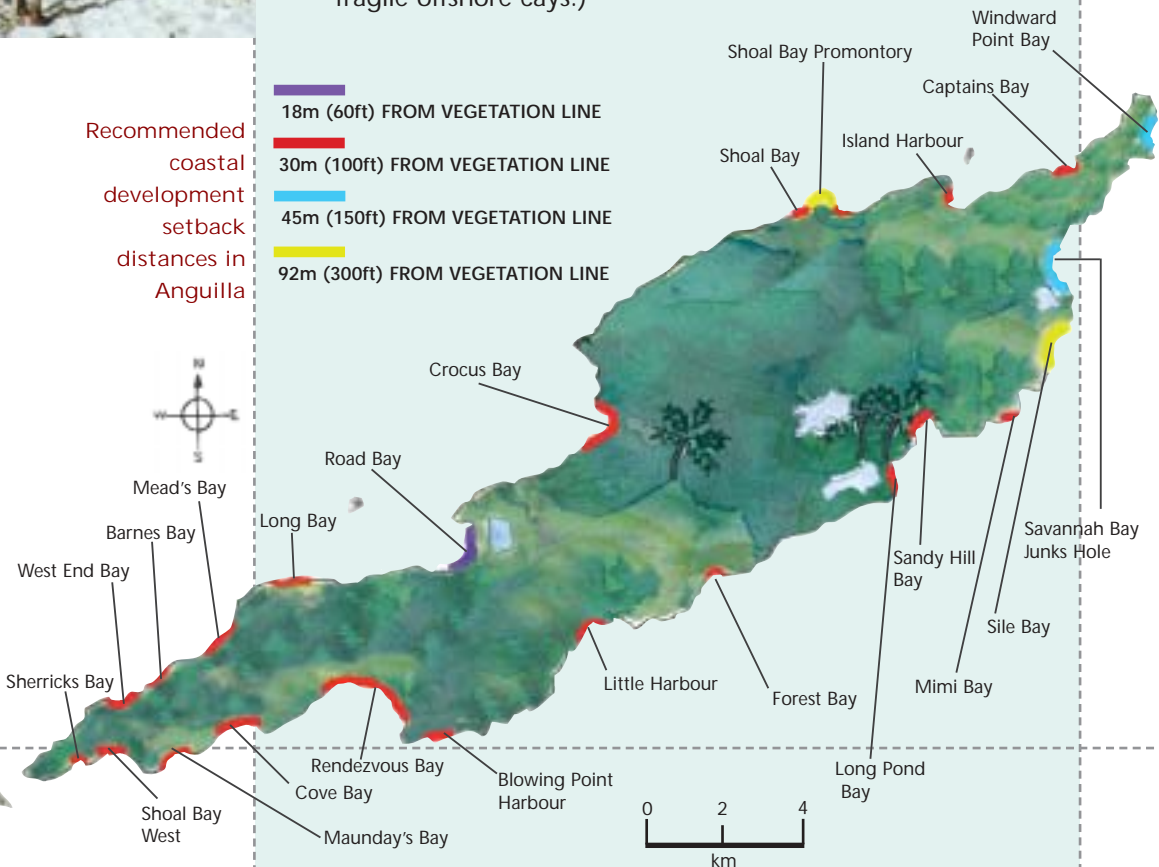 fragile offshore cays.)
Recommended
coastal
development
setback
distances in
Anguilla
18m (60ft) FROM VEGETATION LINE
30m (100ft) FROM VEGETATION LINE
45m (150ft) FROM VEGETATION LINE
92m (300ft) FROM VEGETATION LINE
Windward
Point Bay
Shoal Bay Promontory
Captains Bay
Island Harbour
Shoal Bay
Crocus Bay
N
W
E
S
Road Bay
Mead's Bay
Long Bay
Barnes Bay
West End Bay
Sherricks Bay
Savannah Bay
Junks Hole
Sandy Hill
Bay
Sile Bay
Mimi Bay
Little Harbour
Forest Bay
Long Pond
Bay
Rendezvous Bay
Blowing Point
Harbour
Cove Bay
Shoal Bay
West
Maunday's Bay
0 2 4
km